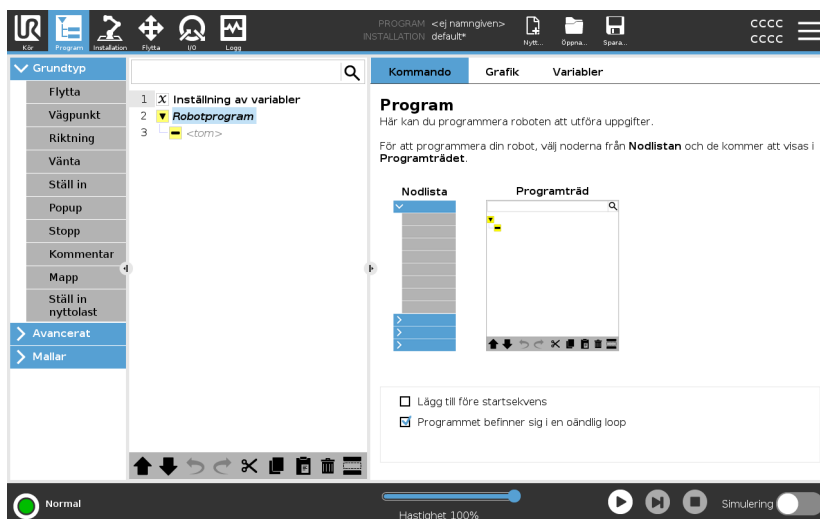 UR
PROGRAM <ej namngiven>
INSTALLATION default*
CCCC
CCCC
Kör
Program
Installation
Flytta
I/O
Logg
Nytt...
Öppna...
Spara...
Grundtyp
Flytta
Vägpunkt
Riktning
Vänta
Ställ in
Popup
Stopp
Kommentar
Mapp
Ställ in
nyttolast
Avancerat
Mallar
1 X Inställning av variabler
2 Robotprogram
3 <tom>
Kommando
Grafik
Variabler
Program
Här kan du programmera roboten att utföra uppgifter.
För att programmera din robot, välj noderna från Nodlistan och de kommer att visas i
Programträdet.
Nodlista
Programträd
Lägg till före startsekvens
Programmet befinner sig i en oändlig loop
Normal
Hastighet 100%
Simulering